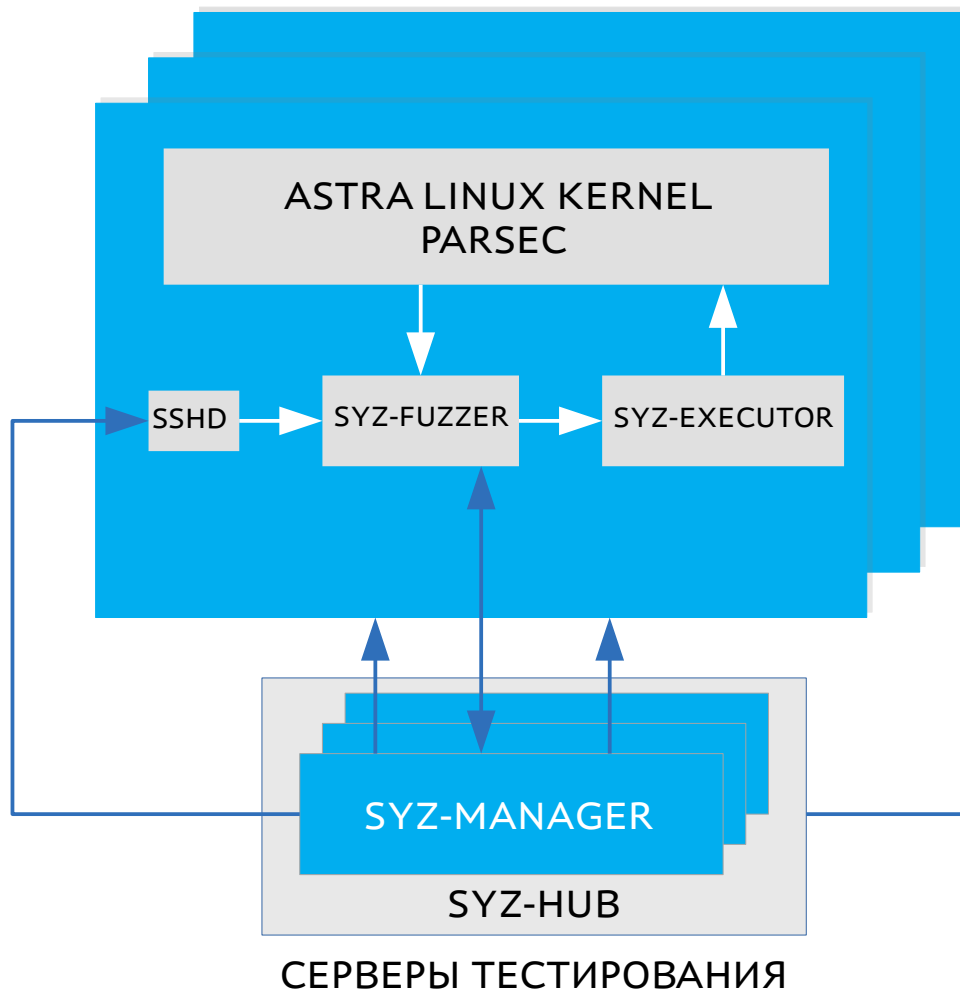 ASTRA LINUX KERNEL
PARSEC
SSHD
SYZ-FUZZER
SYZ-EXECUTOR
SYZ-MANAGER
SYZ-HUB
СЕРВЕРЫ ТЕСТИРОВАНИЯ